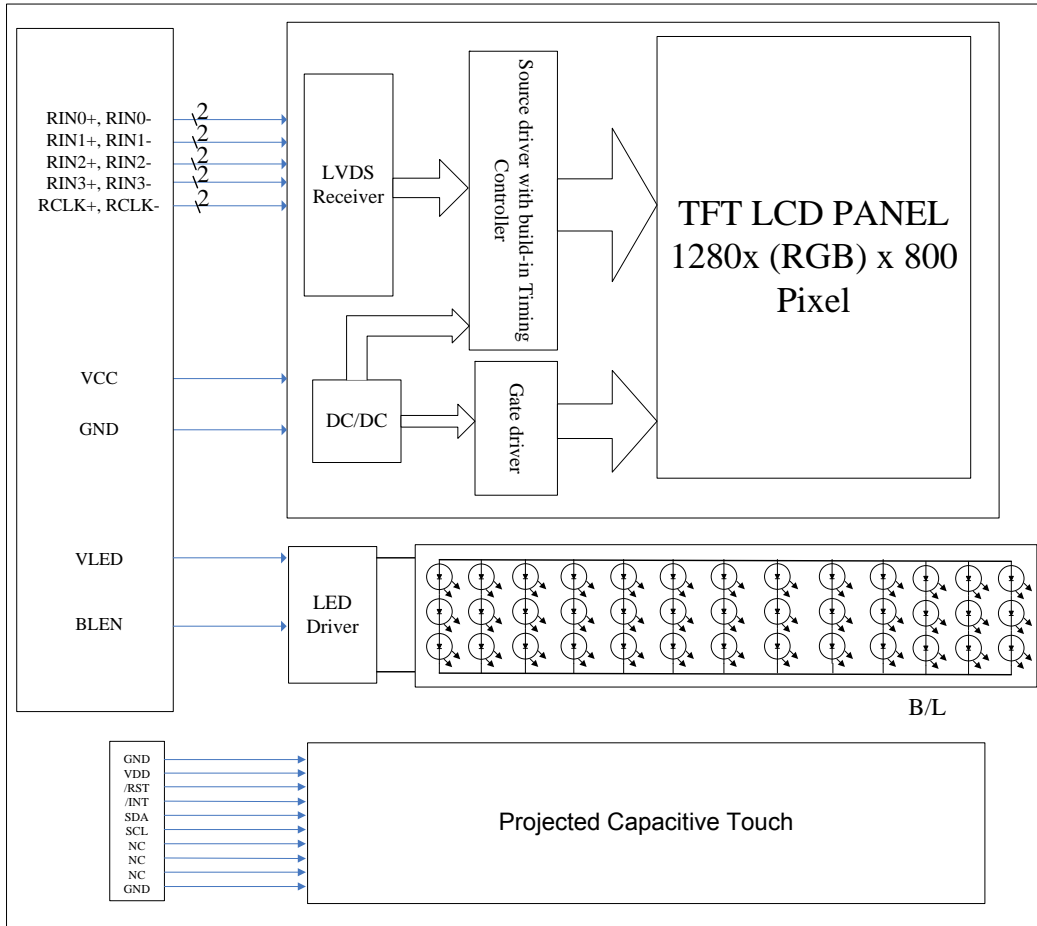 RIN0+, RIN0-
2
RIN1+, RIN1-
2
RIN2+, RIN2-
2
RIN3+, RIN3-
2
RCLK+, RCLK-
2
VCC
GND
VLED
BLEN
LVDS
Receiver
Source driver with build-in Timing
Controller
TFT LCD PANEL
1280x (RGB) x 800
Pixel
DC/DC
Gate driver
LED
Driver
B/L
GND
VDD
/RST
/INT
SDA
SCL
NC
NC
NC
GND
Projected Capacitive Touch